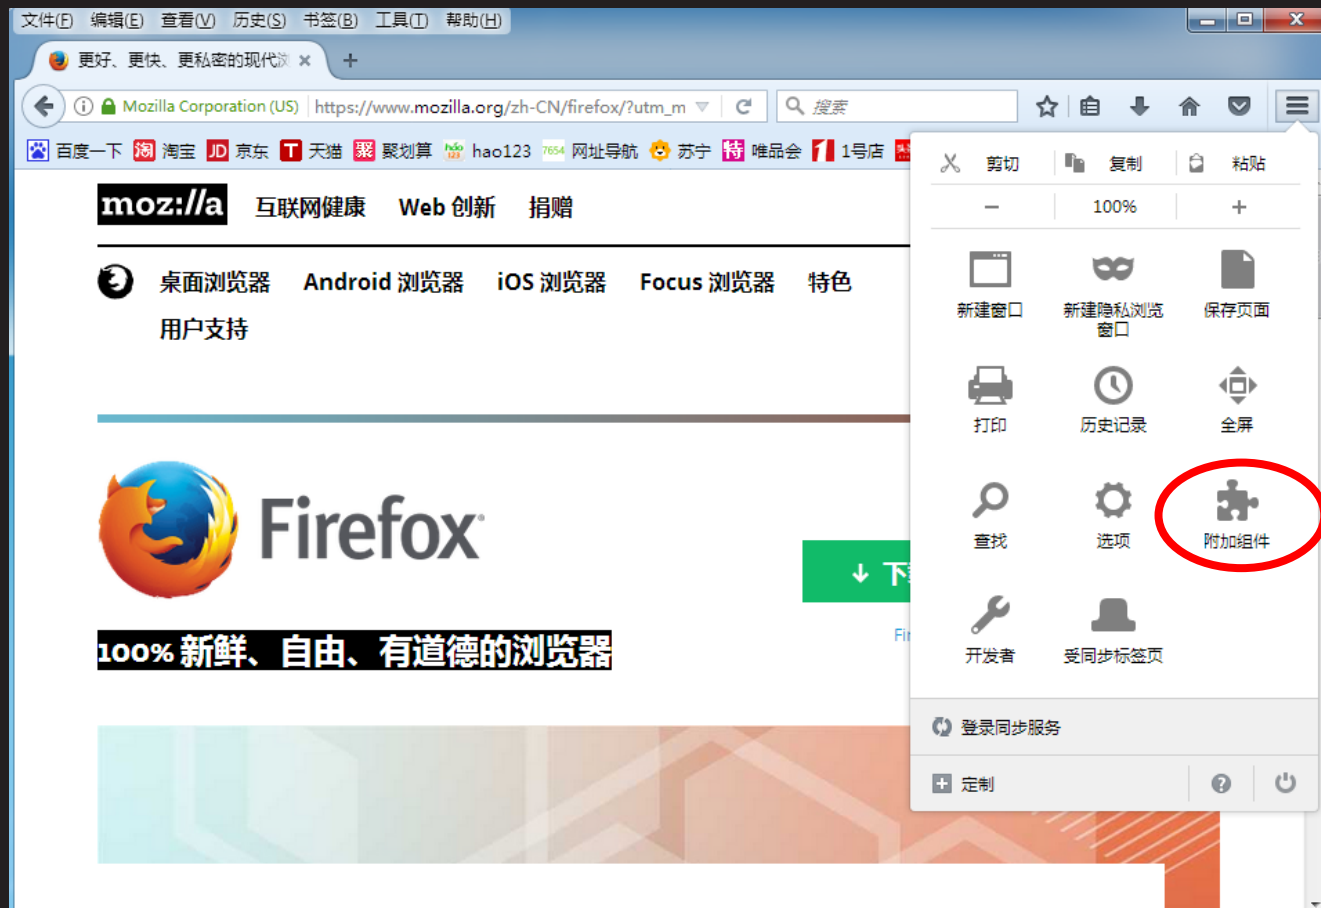 文件(F) 编辑(E) 查看(V) 历史(S) 书签(B) 工具(T) 帮助(H)
更好、更快、更私密的现代浏
Mozilla Corporation (US) https://www.mozilla.org/zh-CN/firefox/?utm_m 搜索
百度一下 淘 淘宝 JD 京东 T 天猫 聚 聚划算 hao123 hao123 7654 网址导航 苏宁 特 唯品会 1 1号店
剪切 复制 粘贴
− 100% +
moz://a 互联网健康 Web 创新 捐赠
桌面浏览器 Android 浏览器 iOS 浏览器 Focus 浏览器 特色
用户支持
新建窗口 新建隐私浏览 保存页面
窗口
打印 历史记录 全屏
Firefox
查找 选项 附加组件
下
100% 新鲜、自由、有道德的浏览器
开发者 受同步标签页
登录同步服务
定制